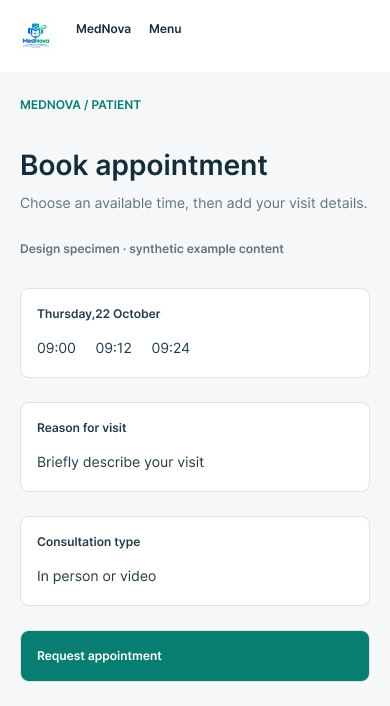 MedNova
MedNova Menu
MEDNOVA / PATIENT
Book appointment
Choose an available time, then add your visit details.
Design specimen · synthetic example content
Thursday,22 October
09:00 09:12 09:24
Reason for visit
Briefly describe your visit
Consultation type
In person or video
Request appointment